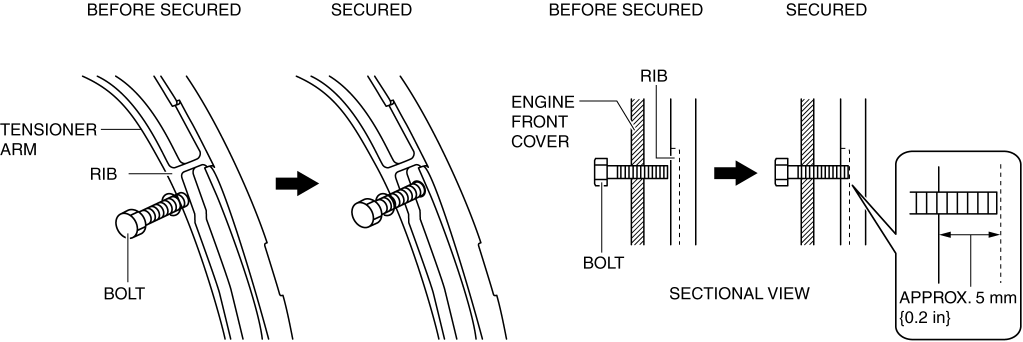 BEFORE SECURED
SECURED
BEFORE SECURED
SECURED
TENSIONER
ARM
RIB
BOLT
RIB
ENGINE
FRONT
COVER
BOLT
SECTIONAL VIEW
APPROX. 5 mm
{0.2 in}